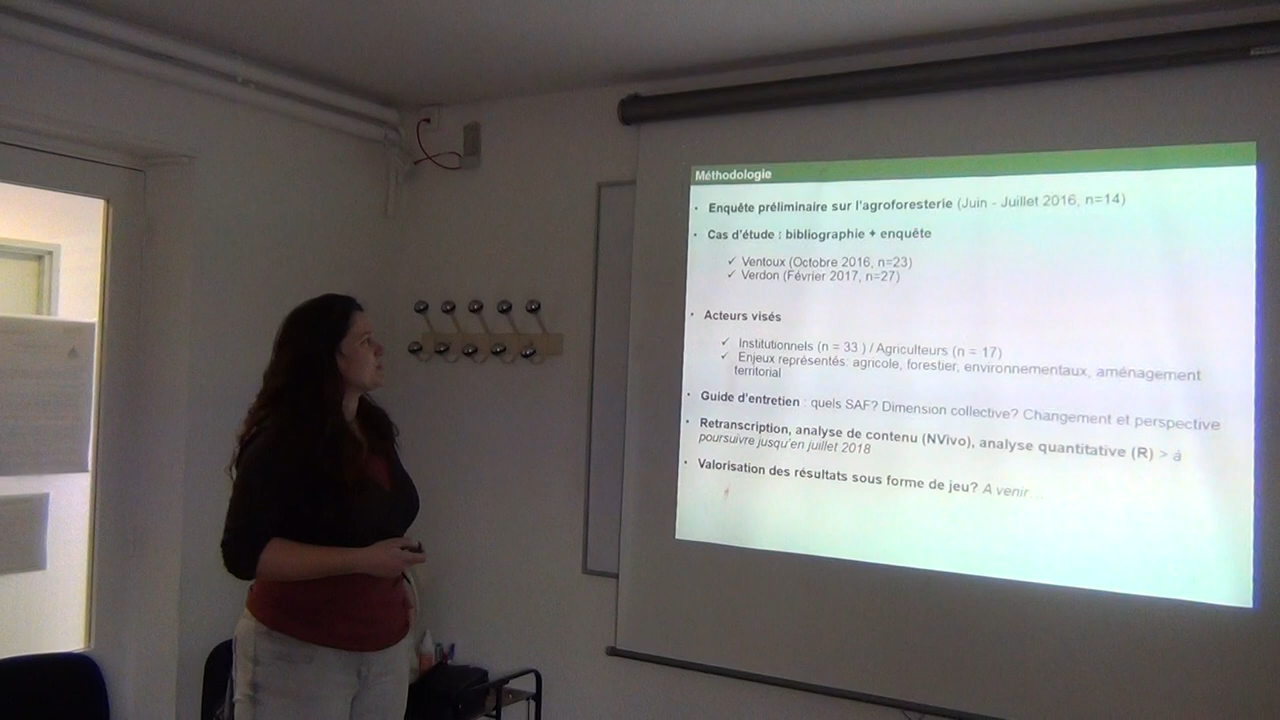 Méthodologie
• Enquête préliminaire sur l'agroforesterie (Juin - Juillet 2016, n=14)
• Cas d'étude : bibliographie + enquête
✓ Ventoux (Octobre 2016, n=23)
✓ Verdon (Février 2017, n=27)
• Acteurs visés
✓ Institutionnels (n = 33 ) / Agriculteurs (n = 17)
✓ Enjeux représentés: agricole, forestier, environnementaux, aménagement
territorial
• Guide d'entretien : quels SAF? Dimension collective? Changement et perspective
• Retranscription, analyse de contenu (NVivo), analyse quantitative (R) > à
poursuivre jusqu'en juillet 2018
• Valorisation des résultats sous forme de jeu? A venir…